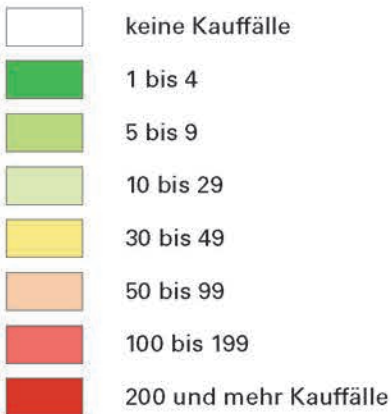 keine Kauffälle
1 bis 4
5 bis 9
10 bis 29
30 bis 49
50 bis 99
100 bis 199
200 und mehr Kauffälle